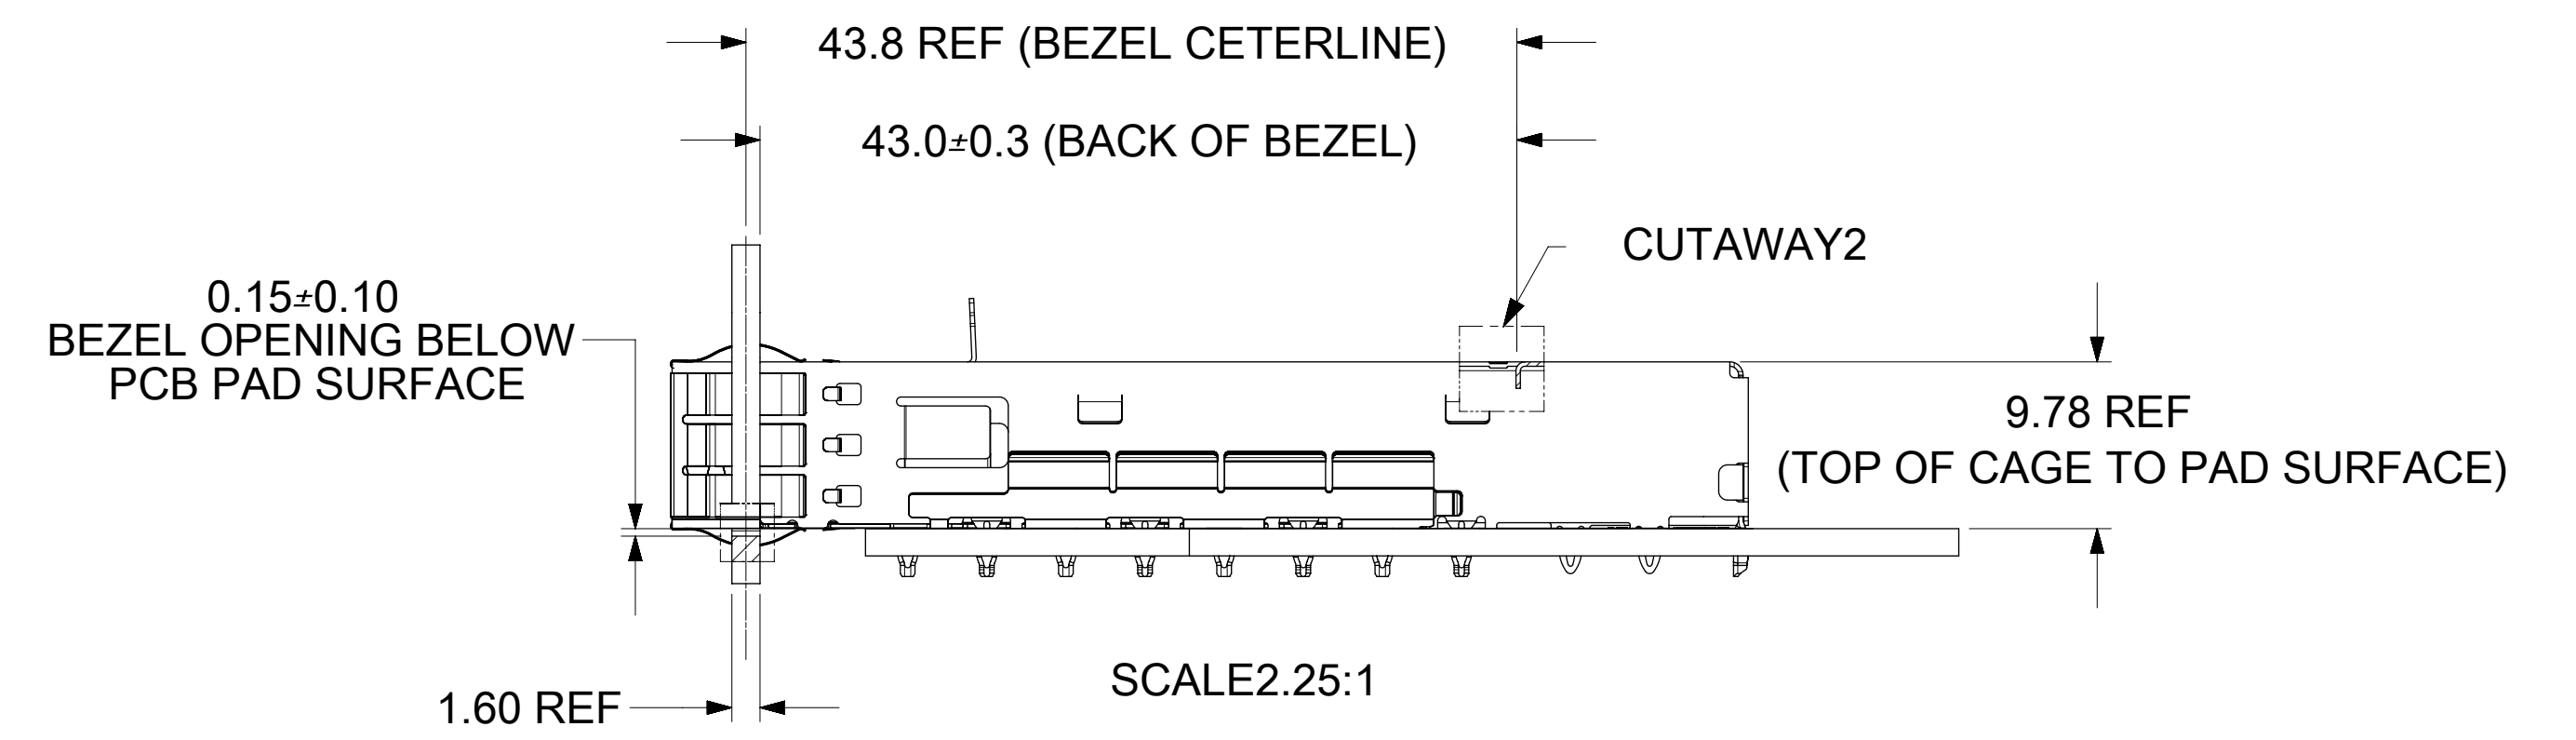 43.8 REF (BEZEL CETERLINE)
43.0±0.3 (BACK OF BEZEL)
CUTAWAY2
0.15±0.10
BEZEL OPENING BELOW
PCB PAD SURFACE
9.78 REF
(TOP OF CAGE TO PAD SURFACE)
SCALE2.25:1
1.60 REF